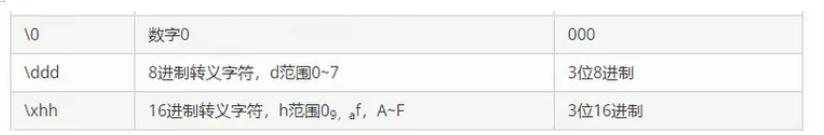 \0 数字0 000
\ddd 8进制转义字符，d范围0~7 3位8进制
\xhh 16进制转义字符，h范围09，af，A~F 3位16进制